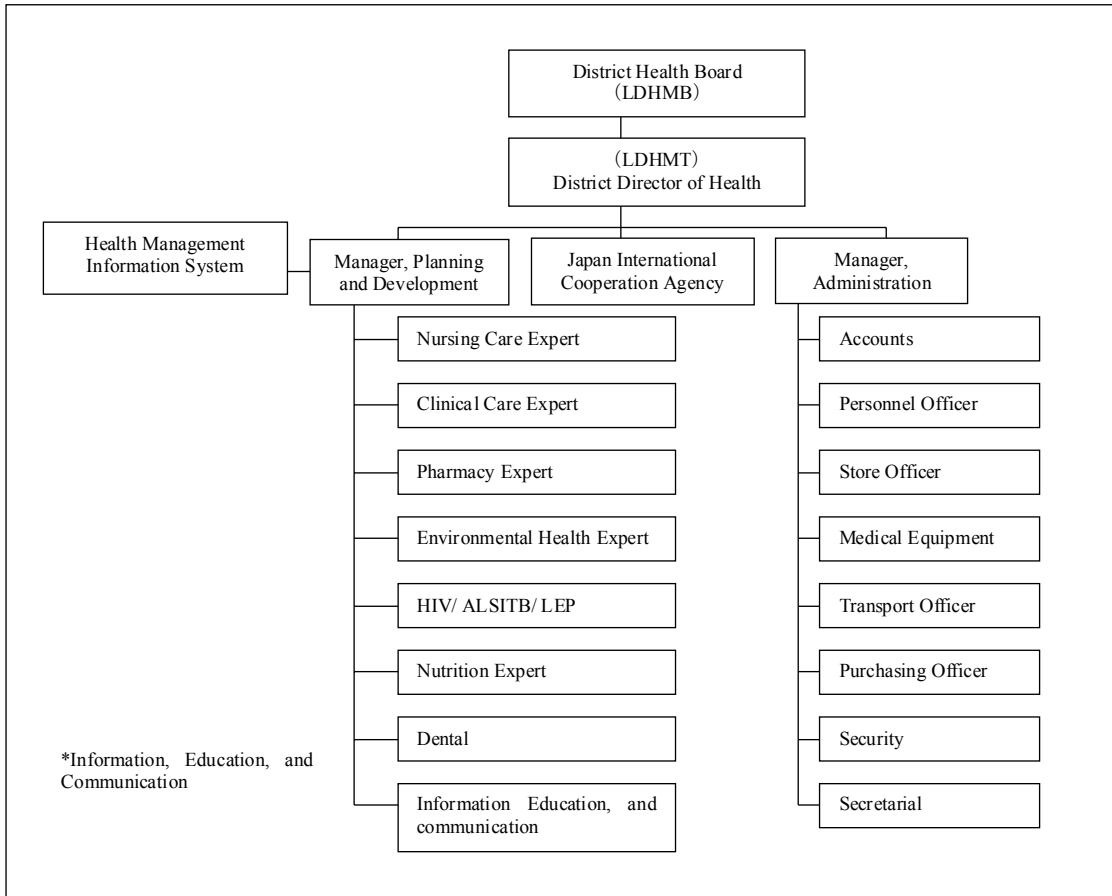 District Health Board
（LDHMB）
（LDHMT）
District Director of Health
Health Management
Information System
Manager, Planning
and Development
Japan International
Cooperation Agency
Manager,
Administration
Nursing Care Expert
Clinical Care Expert
Pharmacy Expert
Environmental Health Expert
HIV/ ALSITB/ LEP
Nutrition Expert
Dental
Information Education, and
communication
Accounts
Personnel Officer
Store Officer
Medical Equipment
Transport Officer
Purchasing Officer
Security
Secretarial
*Information, Education, and
Communication